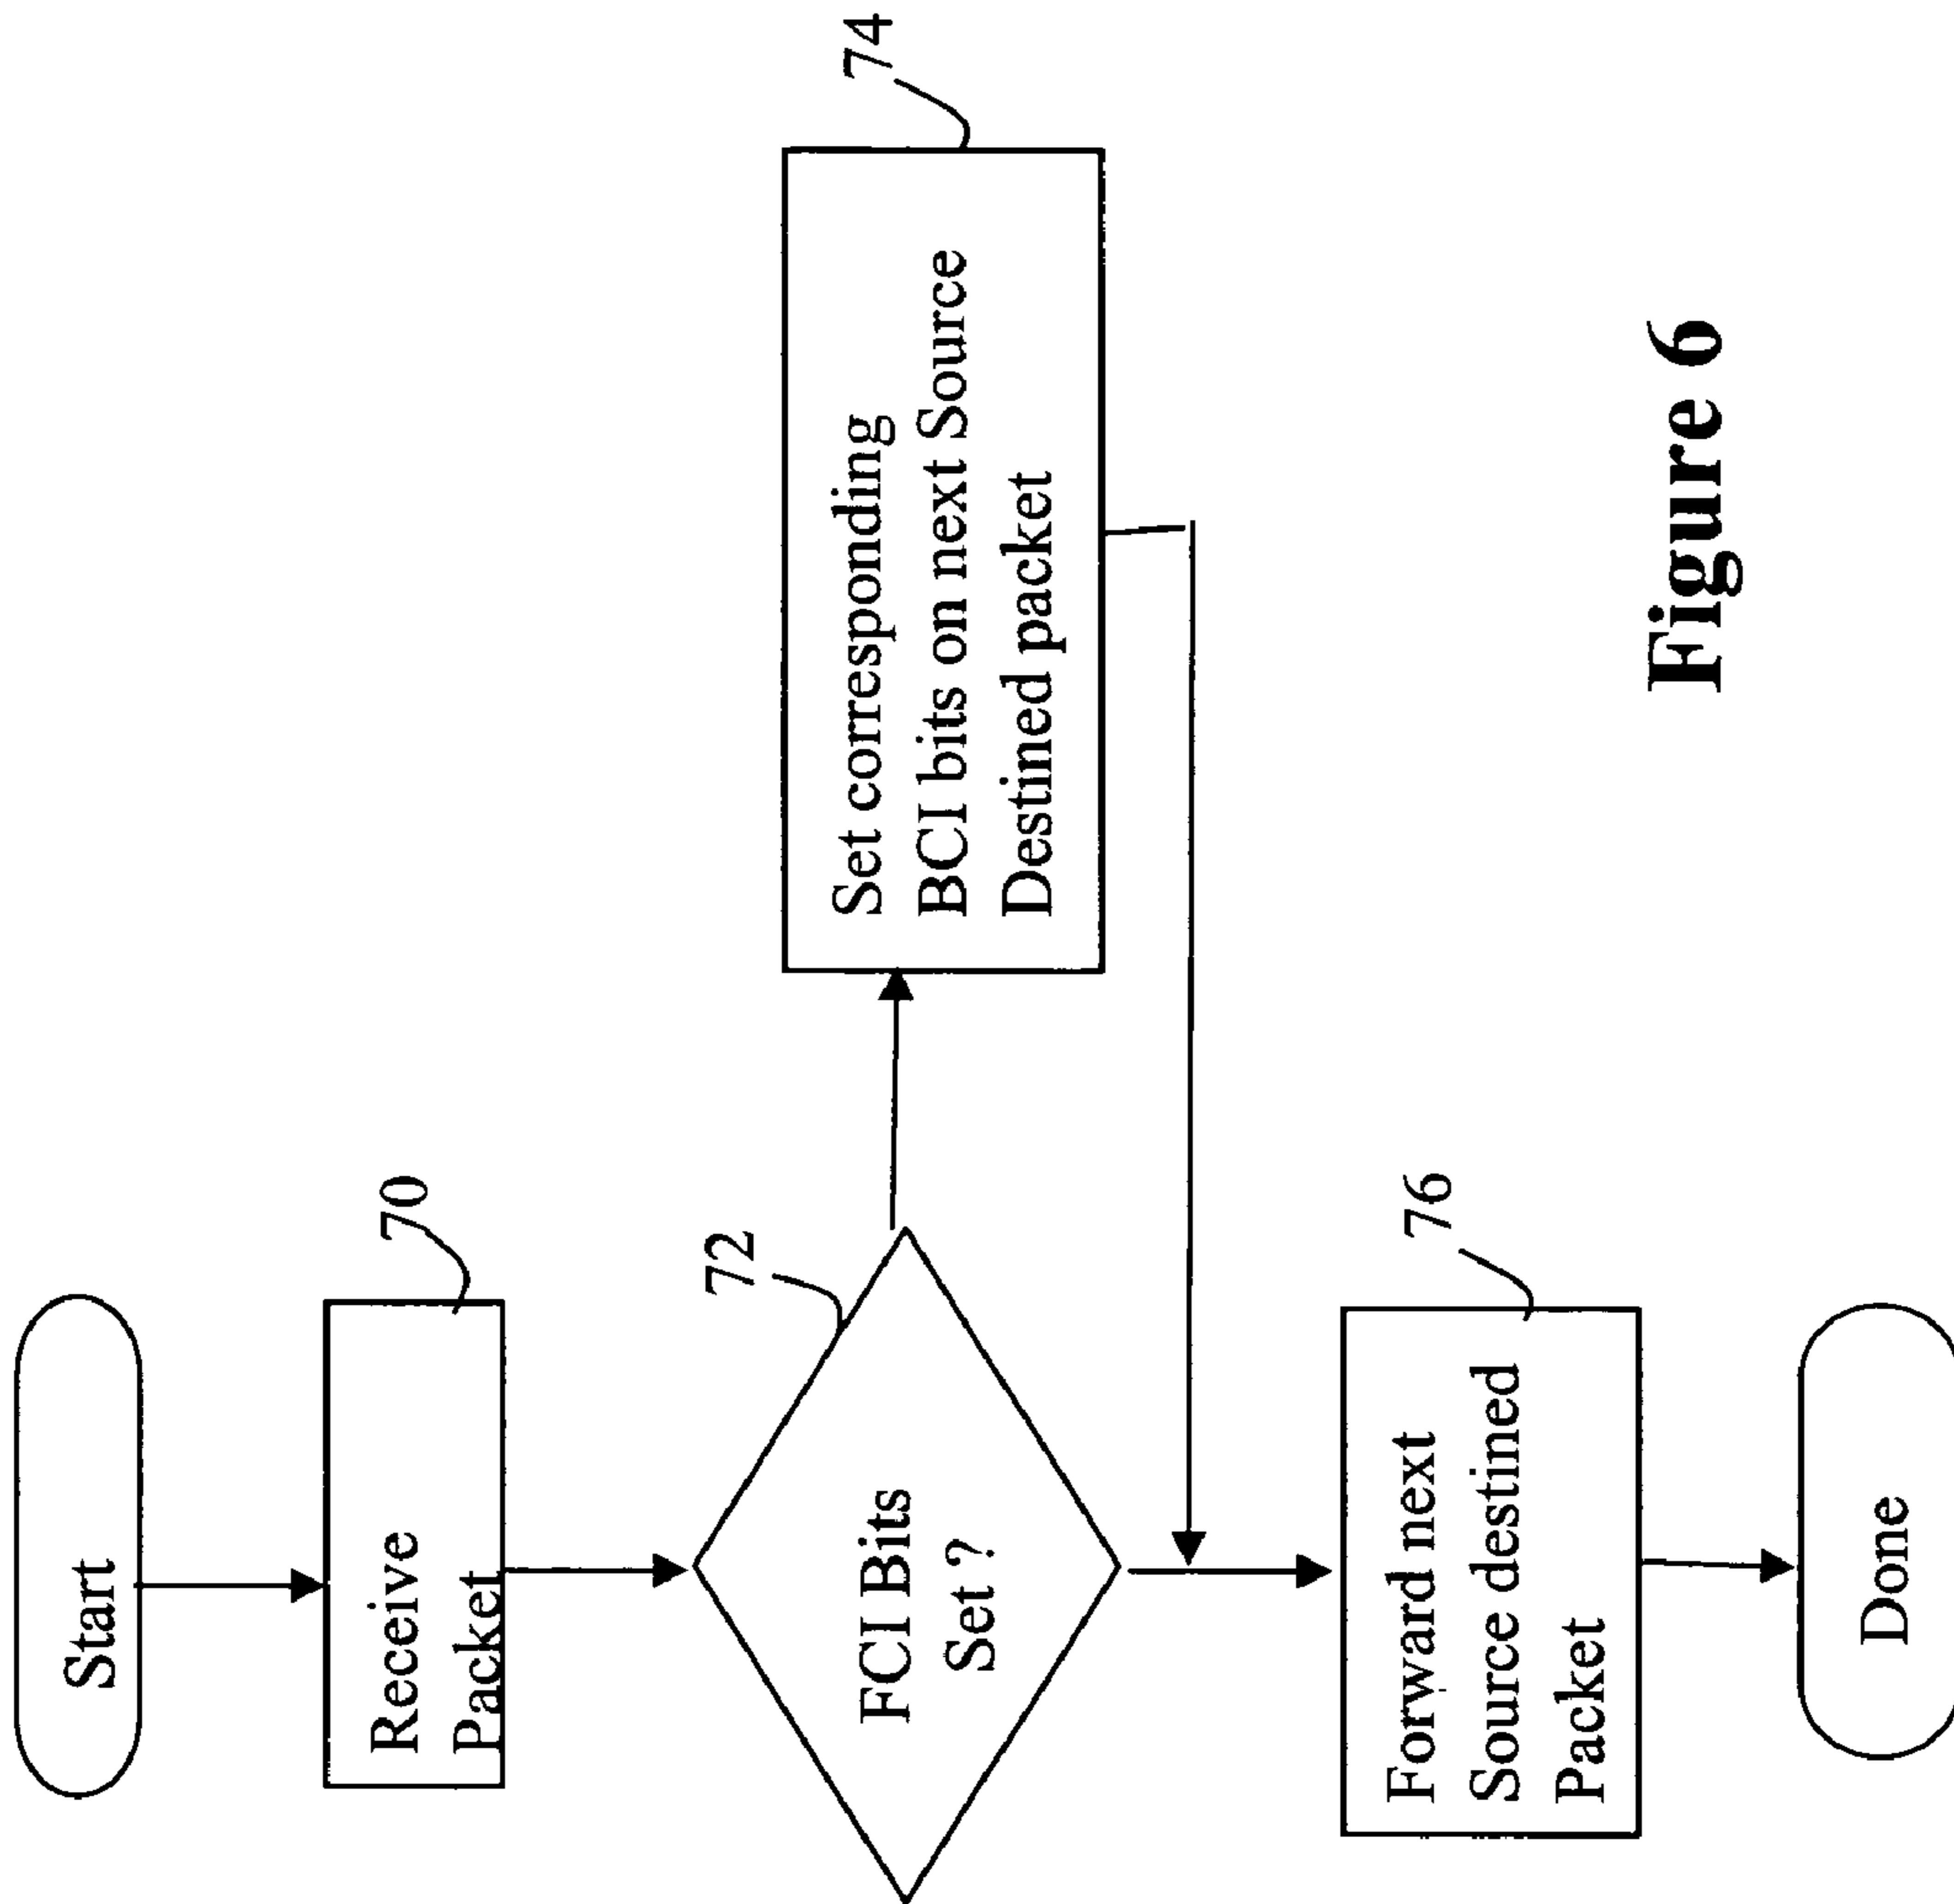 Start
70
Receive
Packet
72
FCI Bits
Set ?
74
Set corresponding
BCI bits on next Source
Destined packet
76
Forward next
Source destined
Packet
Done
Figure 6